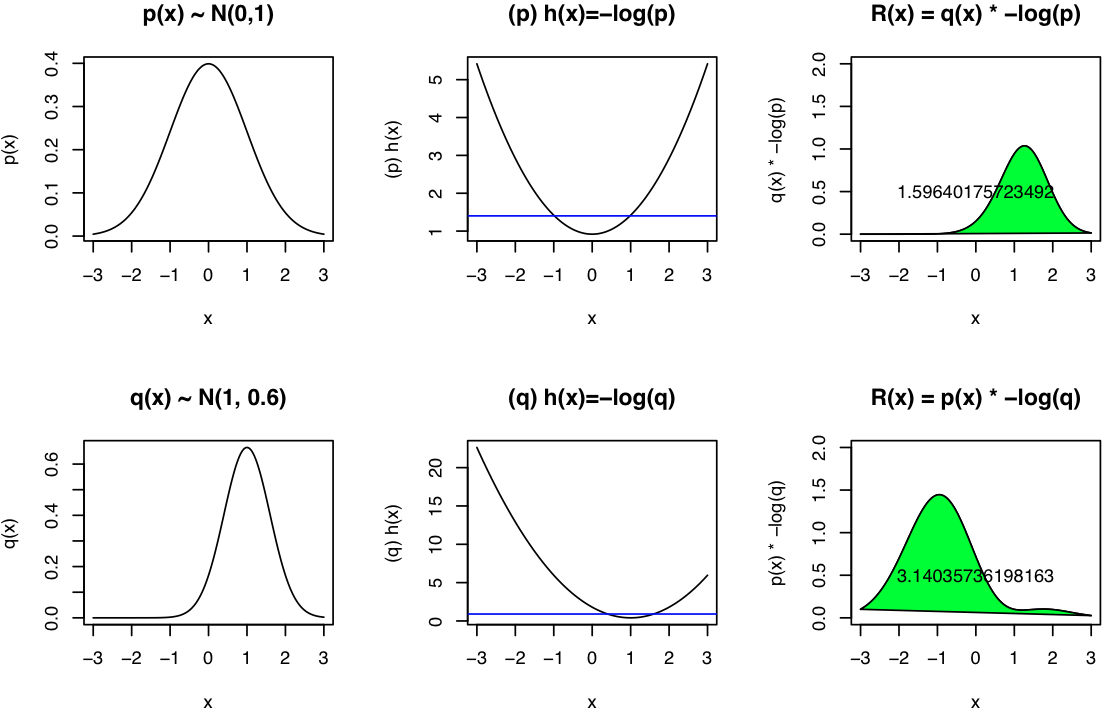 p(x) ~ N(0,1)
p(x)
0.0 0.1 0.2 0.3 0.4
−3 −2 −1 0 1 2 3
x
(p) h(x)=−log(p)
(p) h(x)
1 2 3 4 5
−3 −2 −1 0 1 2 3
x
R(x) = q(x) * −log(p)
q(x) * −log(p)
0.0 0.5 1.0 1.5 2.0
1.59640175723492
−3 −2 −1 0 1 2 3
x
q(x) ~ N(1, 0.6)
q(x)
0.0 0.2 0.4 0.6
−3 −2 −1 0 1 2 3
x
(q) h(x)=−log(q)
(q) h(x)
0 5 10 15 20
−3 −2 −1 0 1 2 3
x
R(x) = p(x) * −log(q)
p(x) * −log(q)
0.0 0.5 1.0 1.5 2.0
3.14035736198163
−3 −2 −1 0 1 2 3
x